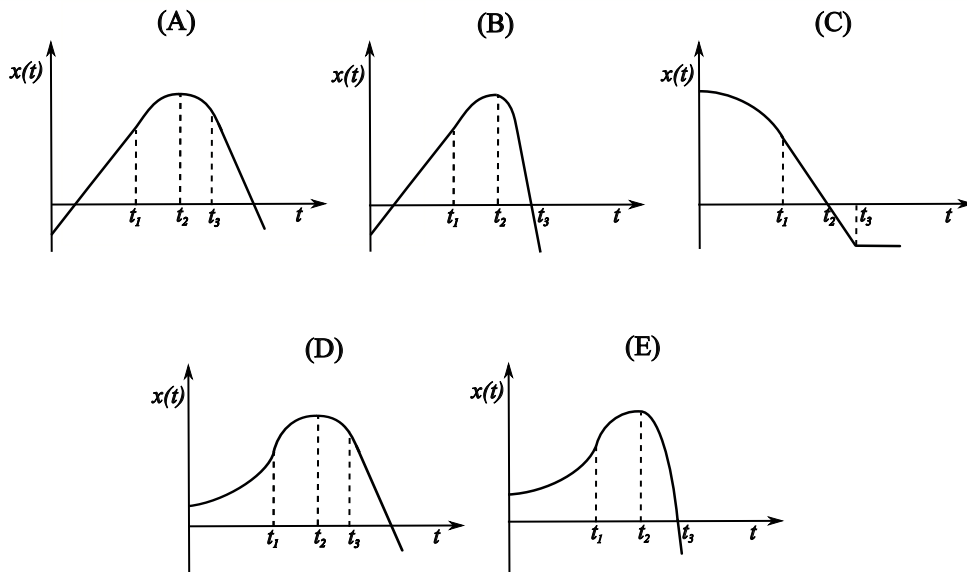 (A)
x(t)
t₁
t₂
t₃
t
(B)
x(t)
t₁
t₂
t₃
t
(C)
x(t)
t₁
t₂
t₃
t
(D)
x(t)
t₁
t₂
t₃
t
(E)
x(t)
t₁
t₂
t₃
t